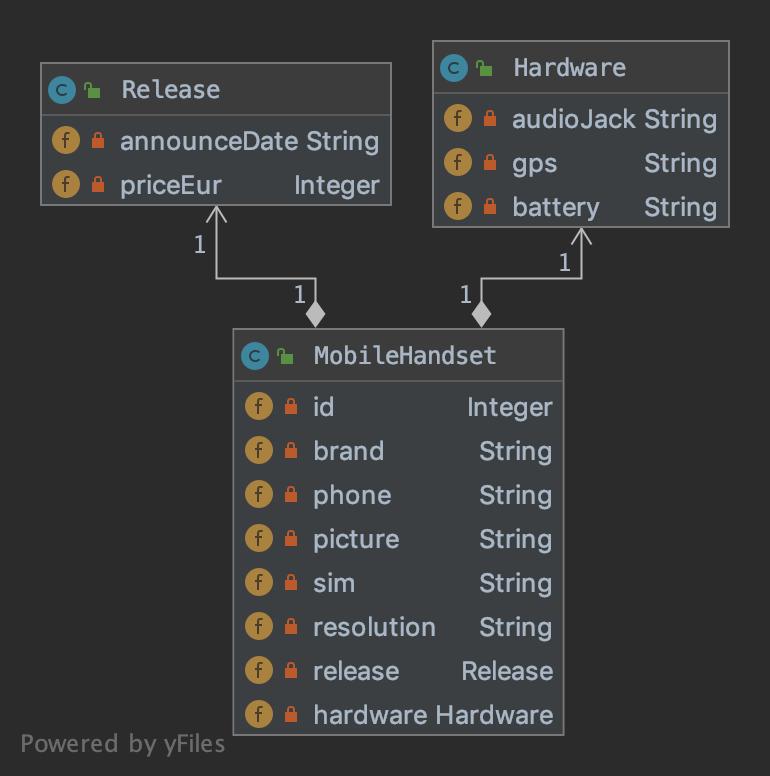 Release
announceDate String
priceEur Integer
Hardware
audioJack String
gps String
battery String
1
1
1
1
MobileHandset
id Integer
brand String
phone String
picture String
sim String
resolution String
release Release
hardware Hardware
Powered by yFiles